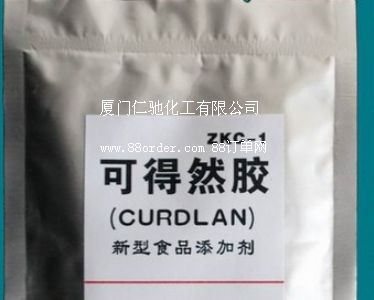 厦门仁驰化工有限公司
ZKC-1
www.88order.com 88订单网
可得然胶
(CURDLAN)
新型食品添加剂